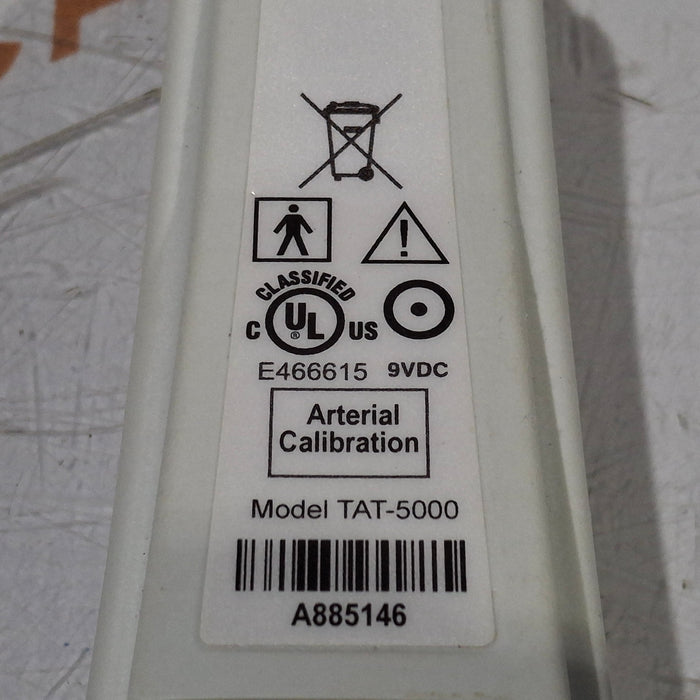 CLASSIFIED
C UL® US
E466615 9VDC
Arterial
Calibration
Model TAT-5000
A885146